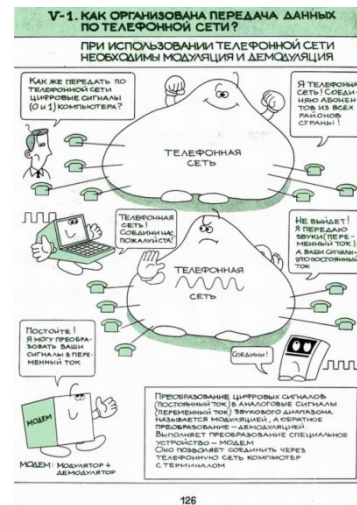 V-1. КАК ОРГАНИЗОВАНА ПЕРЕДАЧА ДАННЫХ
ПО ТЕЛЕФОННОЙ СЕТИ?
ПРИ ИСПОЛЬЗОВАНИИ ТЕЛЕФОННОЙ СЕТИ
НЕОБХОДИМЫ МОДУЛЯЦИЯ И ДЕМОДУЛЯЦИЯ
КАК ЖЕ ПЕРЕДАТЬ ПО
ТЕЛЕФОННОЙ СЕТИ
ЦИФРОВЫЕ СИГНАЛЫ
(0 И 1) КОМПЬЮТЕРА?
Я ТЕЛЕФОННА
СЕТЬ! СОЕДИ-
НЯЮ АБОНЕН
ТОВ ИЗ ВСЕХ
РАЙОНОВ
СТРАНЫ!
ТЕЛЕФОННАЯ
СЕТЬ
ТЕЛЕФОННАЯ
СЕТЬ!
СОЕДИНИ НАС,
ПОЖАЛУЙСТА!
НЕ ВЫЙДЕТ!
Я ПЕРЕДАЮ
ЗВУКИ (ПЕРЕ-
МЕННЫЙ ТОК),
А ВАШИ СИГНАЛЫ-
ЭТО ПОСТОЯННЫЙ
ТОК
ТЕЛЕФОННАЯ
СЕТЬ
ПОСТОЙТЕ!
Я МОГУ ПРЕОБРА-
ЗОВАТЬ ВАШИ
СИГНАЛЫ В ПЕРЕ-
МЕННЫЙ ТОК
СОЕДИНИ!
МОДЕМ
МОДЕМ: МОДУЛЯТОР +
ДЕМОДУЛЯТОР
ПРЕОБРАЗОВАНИЕ ЦИФРОВЫХ СИГНАЛОВ
(ПОСТОЯННЫЙ ТОК) В АНАЛОГОВЫЕ СИГНАЛЫ
(ПЕРЕМЕННЫЙ ТОК) ЗВУКОВОГО ДИАПАЗОНА
НАЗЫВАЕТСЯ МОДУЛЯЦИЕЙ, А ОБРАТНОЕ
ПРЕОБРАЗОВАНИЕ – ДЕМОДУЛЯЦИЕЙ.
ВЫПОЛНЯЕТ ПРЕОБРАЗОВАНИЕ СПЕЦИАЛЬНОЕ
УСТРОЙСТВО – МОДЕМ
ОНО ПОЗВОЛЯЕТ СОЕДИНИТЬ ЧЕРЕЗ
ТЕЛЕФОННУЮ СЕТЬ КОМПЬЮТЕР
С ТЕРМИНАЛОМ
126